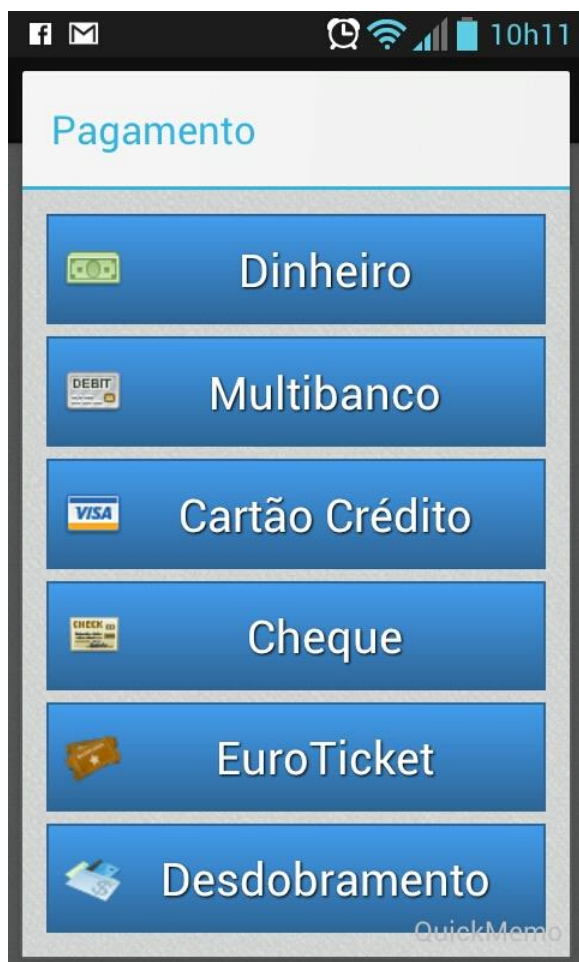 10h11
Pagamento
Dinheiro
DEBIT
Multibanco
VISA
Cartão Crédito
CHECK
Cheque
EuroTicket
Desdobramento
QuickMemo